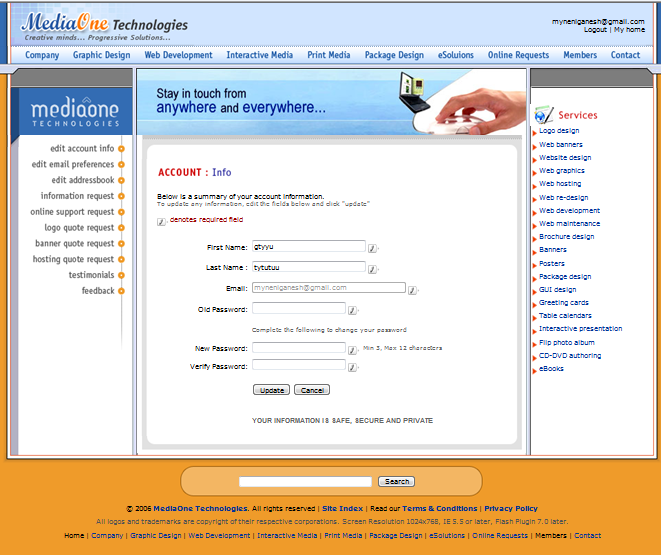 MediaOne Technologies
Creative minds... Progressive Solutions...
myneniganesh@gmail.com
Logout | My home
Company Graphic Design Web Development Interactive Media Print Media Package Design eSoluions Online Requests Members Contact
mediaone
TECHNOLOGIES
edit account info
edit email preferences
edit addressbook
information request
online support request
logo quote request
banner quote request
hosting quote request
testimonials
feedback
Stay in touch from
anywhere and everywhere...
ACCOUNT : Info
Below is a summary of your account information.
To update any information, edit the fields below and click "update"
denotes required field
First Name: gtyyu
Last Name : tytutuu
Email: myneniganesh@gmail.com
Old Password:
Complete the following to change your password
New Password: Min 5, Max 12 characters
Verify Password:
Update Cancel
YOUR INFORMATION IS SAFE, SECURE AND PRIVATE
Services
Logo design
Web banners
Website design
Web graphics
Web hosting
Web re-design
Web development
Web maintenance
Brochure design
Banners
Posters
Package design
GUI design
Greeting cards
Table calendars
Interactive presentation
Flip photo album
CD-DVD authoring
eBooks
Search
© 2006 MediaOne Technologies. All rights reserved | Site Index | Read our Terms & Conditions | Privacy Policy
All logos and trademarks are copyright of their respective corporations. Screen Resolution 1024x768, IE 5.5 or later, Flash Plugin 7.0 later.
Home | Company | Graphic Design | Web Development | Interactive Media | Print Media | Package Design | eSolutions | Online Requests | Members | Contact